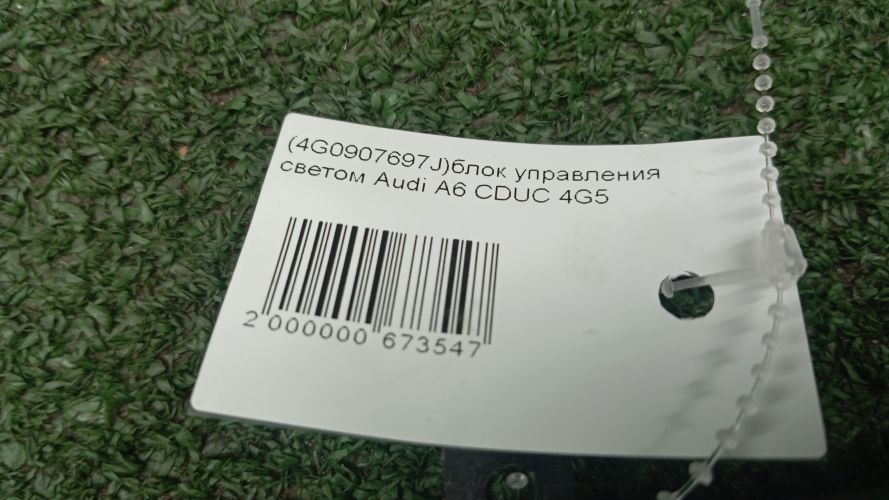 (4G0907697J)блок управления
светом Audi A6 CDUC 4G5
2 000000 673547